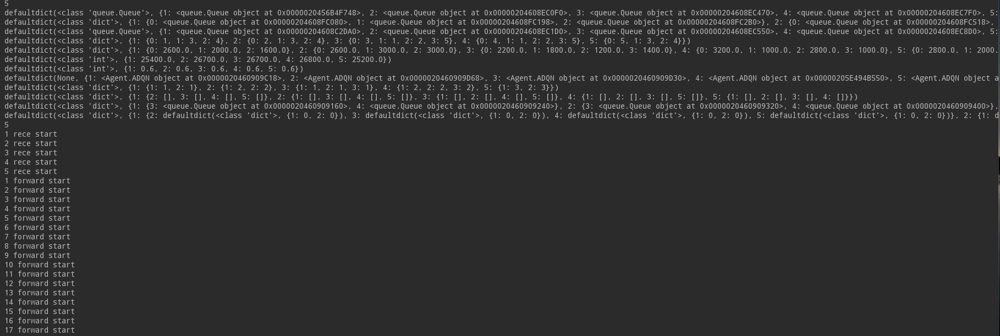 5
defaultdict(<class 'queue.Queue'>, {1: <queue.Queue object at 0x0000020456B4F748>, 2: <queue.Queue object at 0x00000204608EC0F0>, 3: <queue.Queue object at 0x00000204608EC470>, 4: <queue.Queue object at 0x00000204608EC7F0>, 5:
defaultdict(<class 'dict'>, {1: {0: <queue.Queue object at 0x00000204608FC080>, 1: <queue.Queue object at 0x00000204608FC198>, 2: <queue.Queue object at 0x00000204608FC2B0>}, 2: {0: <queue.Queue object at 0x00000204608FC518>,
defaultdict(<class 'queue.Queue'>, {1: <queue.Queue object at 0x00000204608C2DA0>, 2: <queue.Queue object at 0x00000204608EC1D0>, 3: <queue.Queue object at 0x00000204608EC550>, 4: <queue.Queue object at 0x00000204608EC8D0>, 5:
defaultdict(<class 'dict'>, {1: {0: 1, 1: 3, 2: 4}, 2: {0: 2, 1: 3, 2: 4}, 3: {0: 3, 1: 1, 2: 2, 3: 5}, 4: {0: 4, 1: 1, 2: 2, 3: 5}, 5: {0: 5, 1: 3, 2: 4}})
defaultdict(<class 'dict'>, {1: {0: 2600.0, 1: 2000.0, 2: 1600.0}, 2: {0: 2600.0, 1: 3000.0, 2: 3000.0}, 3: {0: 2200.0, 1: 1800.0, 2: 1200.0, 3: 1400.0}, 4: {0: 3200.0, 1: 1000.0, 2: 2800.0, 3: 1000.0}, 5: {0: 2800.0, 1: 2000.
defaultdict(<class 'int'>, {1: 25400.0, 2: 26700.0, 3: 26700.0, 4: 26800.0, 5: 25200.0})
defaultdict(<class 'int'>, {1: 0.6, 2: 0.6, 3: 0.6, 4: 0.6, 5: 0.6})
defaultdict(None, {1: <Agent.ADQN object at 0x0000020460909C18>, 2: <Agent.ADQN object at 0x0000020460909D68>, 3: <Agent.ADQN object at 0x0000020460909D30>, 4: <Agent.ADQN object at 0x00000205E494B550>, 5: <Agent.ADQN object a
defaultdict(<class 'dict'>, {1: {1: 1, 2: 1}, 2: {1: 2, 2: 2}, 3: {1: 1, 2: 1, 3: 1}, 4: {1: 2, 2: 2, 3: 2}, 5: {1: 3, 2: 3}})
defaultdict(<class 'dict'>, {1: {2: [], 3: [], 4: [], 5: []}, 2: {1: [], 3: [], 4: [], 5: []}, 3: {1: [], 2: [], 4: [], 5: []}, 4: {1: [], 2: [], 3: [], 5: []}, 5: {1: [], 2: [], 3: [], 4: []}})
defaultdict(<class 'dict'>, {1: {3: <queue.Queue object at 0x0000020460909160>, 4: <queue.Queue object at 0x0000020460909240>}, 2: {3: <queue.Queue object at 0x0000020460909320>, 4: <queue.Queue object at 0x0000020460909400>},
defaultdict(<class 'dict'>, {1: {2: defaultdict(<class 'dict'>, {1: 0, 2: 0}), 3: defaultdict(<class 'dict'>, {1: 0, 2: 0}), 4: defaultdict(<class 'dict'>, {1: 0, 2: 0}), 5: defaultdict(<class 'dict'>, {1: 0, 2: 0})}, 2: {1: d
5
1 rece start
2 rece start
3 rece start
4 rece start
5 rece start
1 forward start
2 forward start
3 forward start
4 forward start
5 forward start
6 forward start
7 forward start
8 forward start
9 forward start
10 forward start
11 forward start
12 forward start
13 forward start
14 forward start
15 forward start
16 forward start
17 forward start